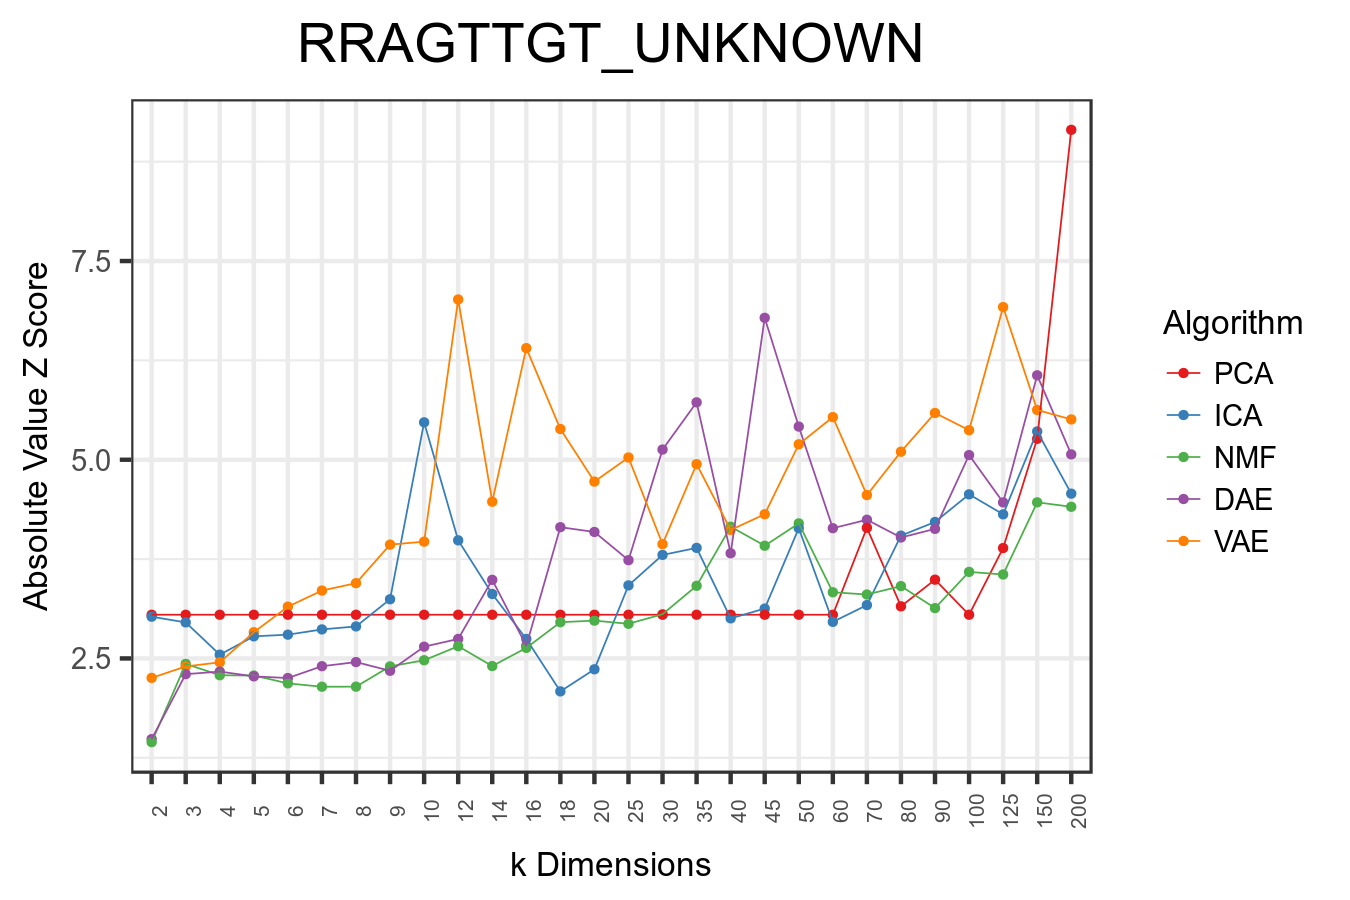 RRAGTTGT_UNKNOWN
Absolute Value Z Score
7.5
5.0
2.5
2 3 4 5 6 7 8 9 10 12 14 16 18 20 25 30 35 40 45 50 60 70 80 90 100 125 150 200
k Dimensions
Algorithm
PCA
ICA
NMF
DAE
VAE